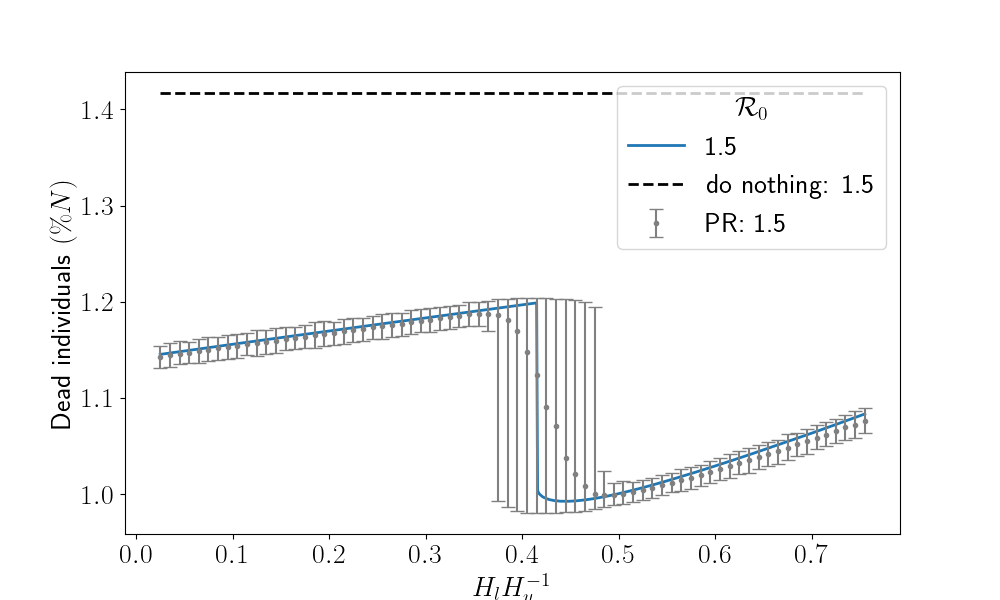 $\mathcal{R}_0$
1.5
do nothing: 1.5
PR: 1.5
Dead individuals $(\%N)$
1.4
1.3
1.2
1.1
1.0
0.0 0.1 0.2 0.3 0.4 0.5 0.6 0.7
$H_l H_u^{-1}$